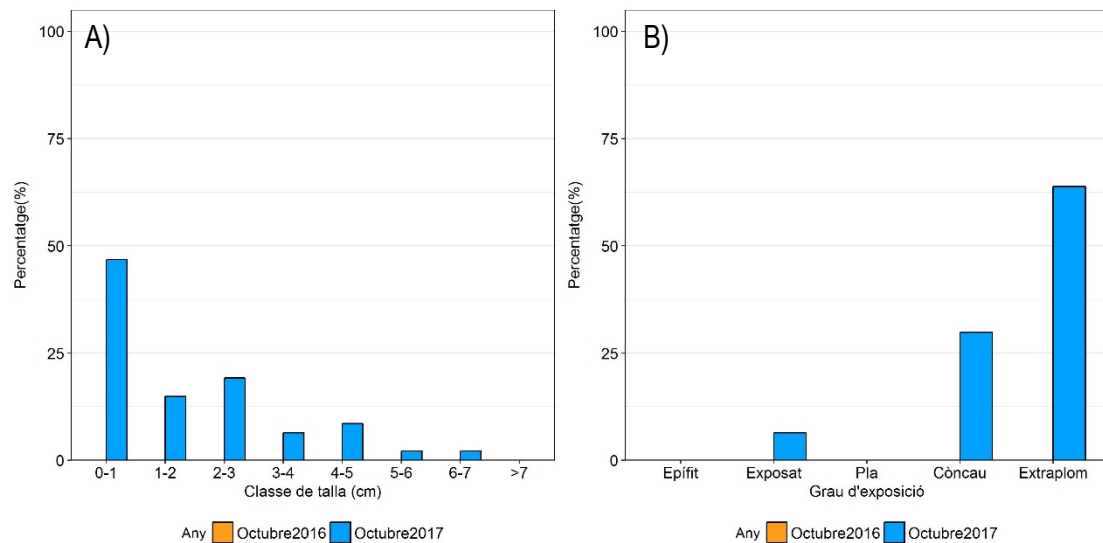 A)
100
75
50
25
0
Percentatge(%)
0-1 1-2 2-3 3-4 4-5 5-6 6-7 >7
Classe de talla (cm)
Any Octubre2016 Octubre2017
B)
100
75
50
25
0
Percentatge(%)
Epífit Exposat Pla Còncau Extraplom
Grau d'exposició
Any Octubre2016 Octubre2017